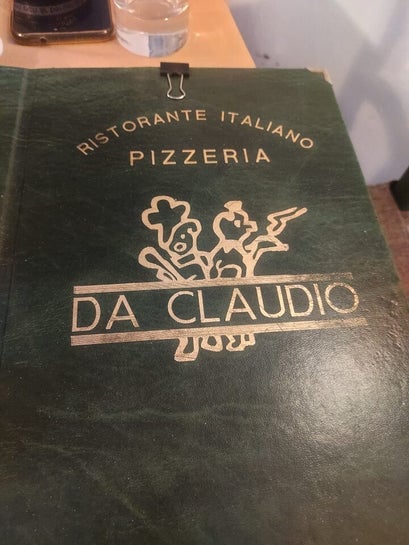 RISTORANTE ITALIANO
PIZZERIA
DA CLAUDIO